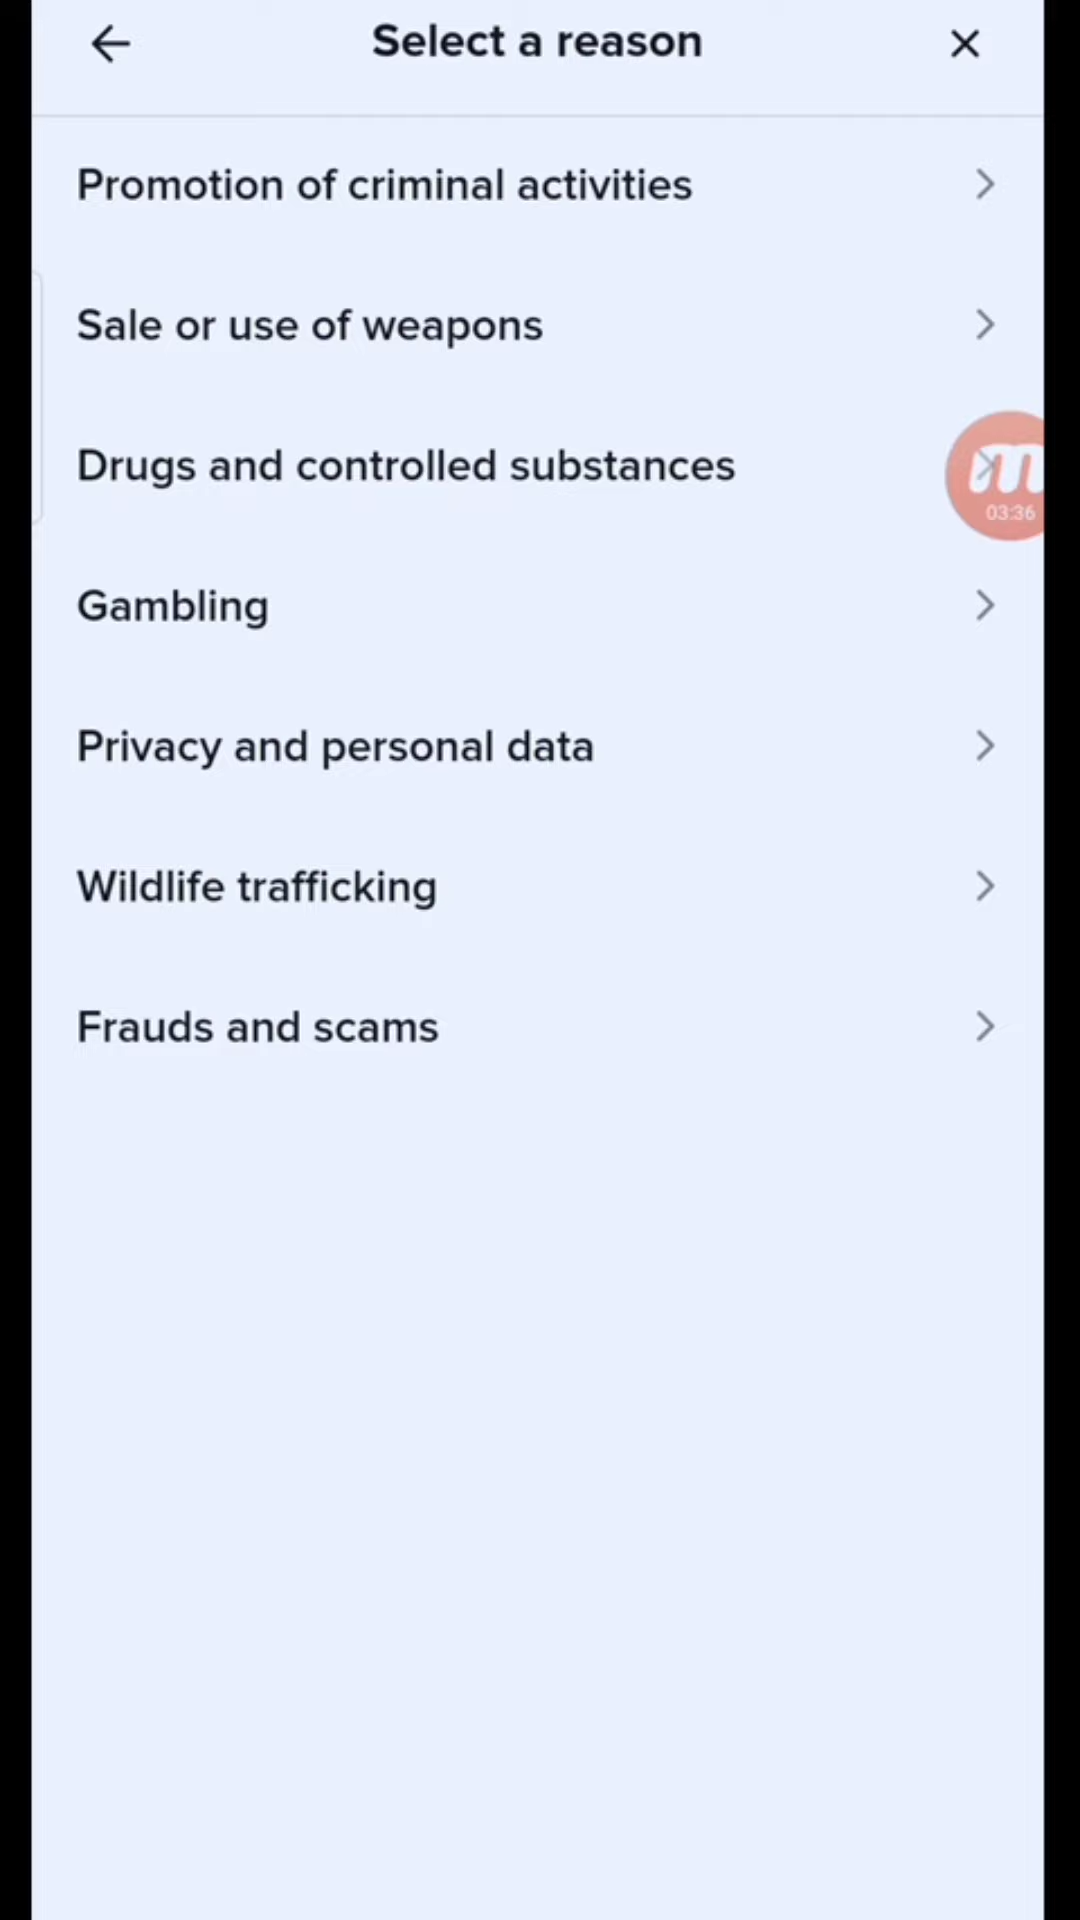 Select a reason
Promotion of criminal activities
Sale or use of weapons
Drugs and controlled substances
m
03:36
Gambling
Privacy and personal data
Wildlife trafficking
Frauds and scams